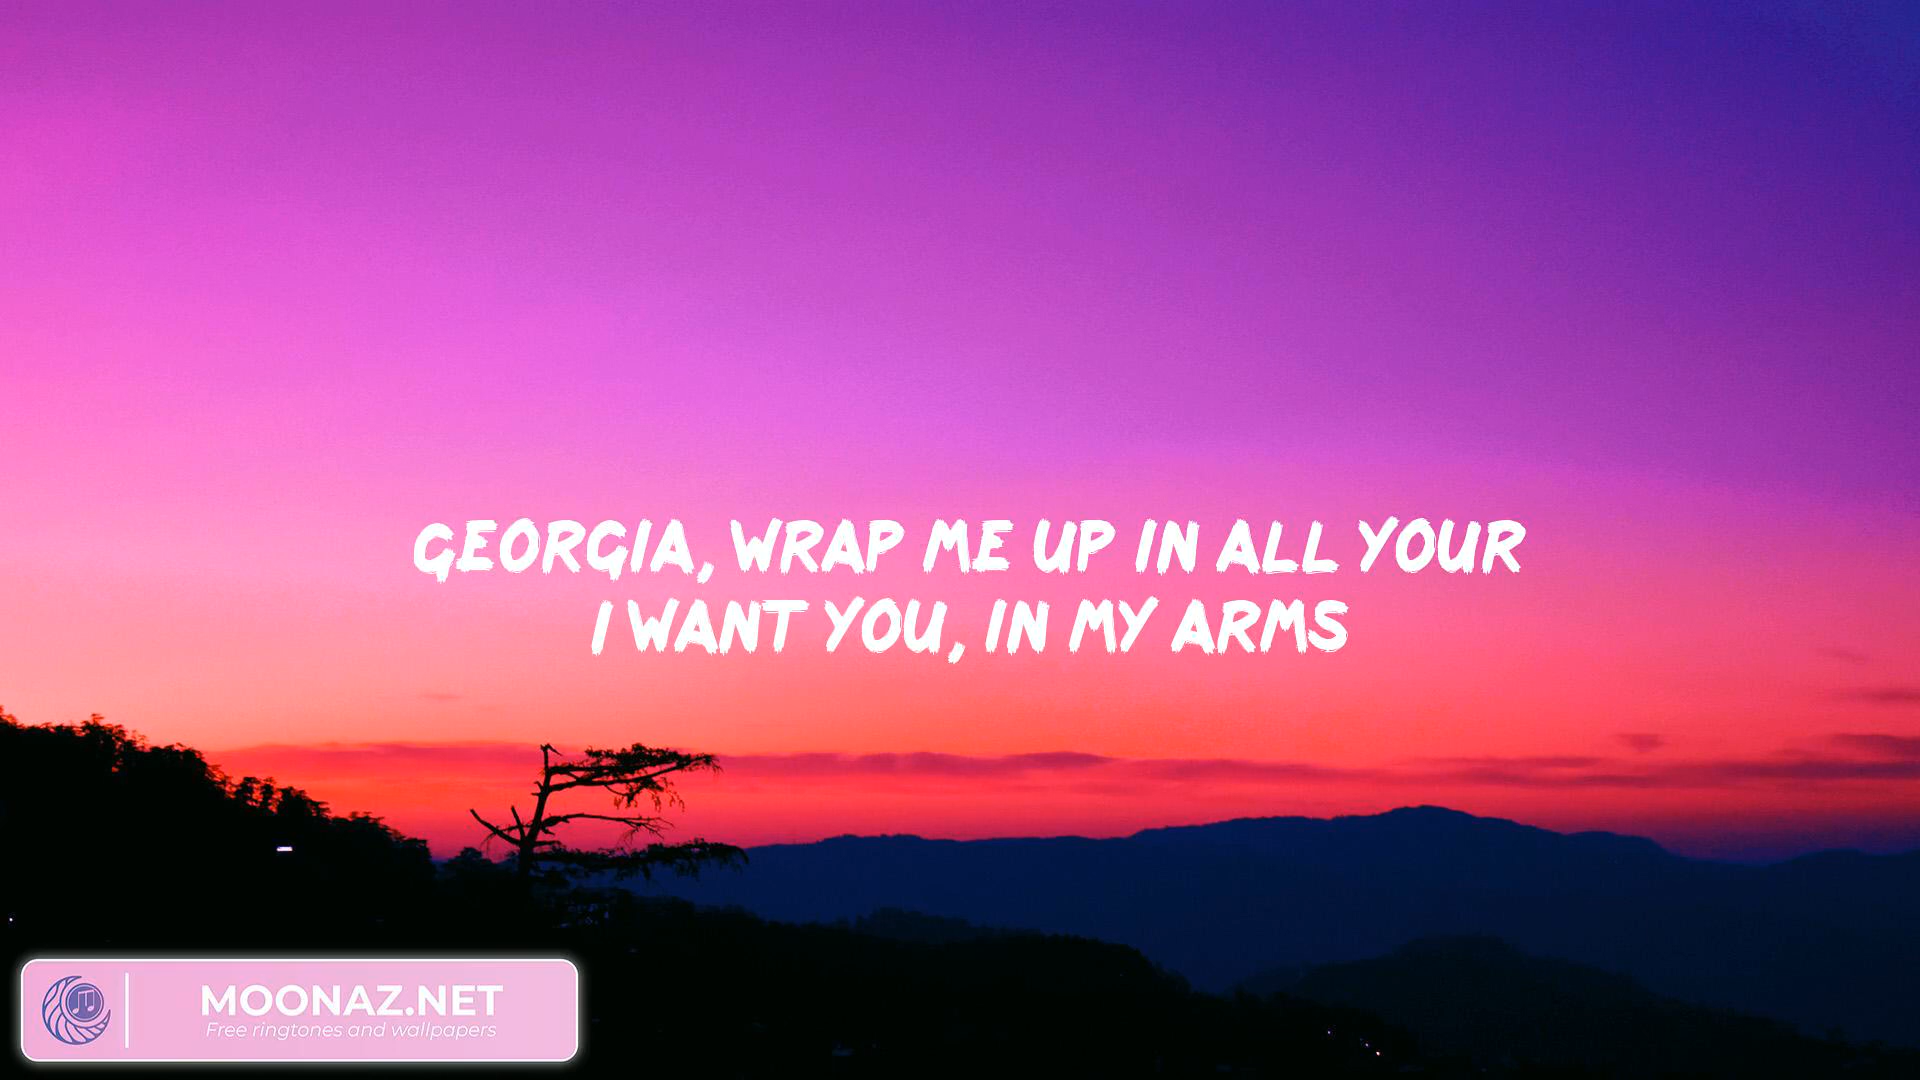 GEORGIA, WRAP ME UP IN ALL YOUR
I WANT YOU, IN MY ARMS
MOONAZ.NET
Free ringtones and wallpapers